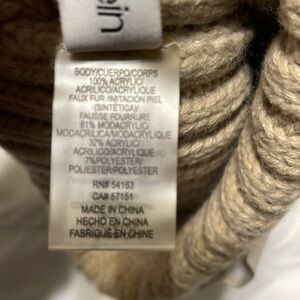 ein
BODY/CUERPO/CORPS
100% ACRYLIC/
ACRILICO/ACRYLIQUE
FAUX FUR /IMITACIÓN PIEL
(SINTÉTICA)/
FAUSSE FOURRURE
61% MODACRYLIC/
MODACRILICA/MODACRYLIQUE
32% ACRYLIC/
ACRILICO/ACRYLIQUE
7%POLYESTER/
POLIESTER/POLYESTER
RN# 54163
CA# 57151
MADE IN CHINA
HECHO EN CHINA
FABRIQUÉ EN CHINE